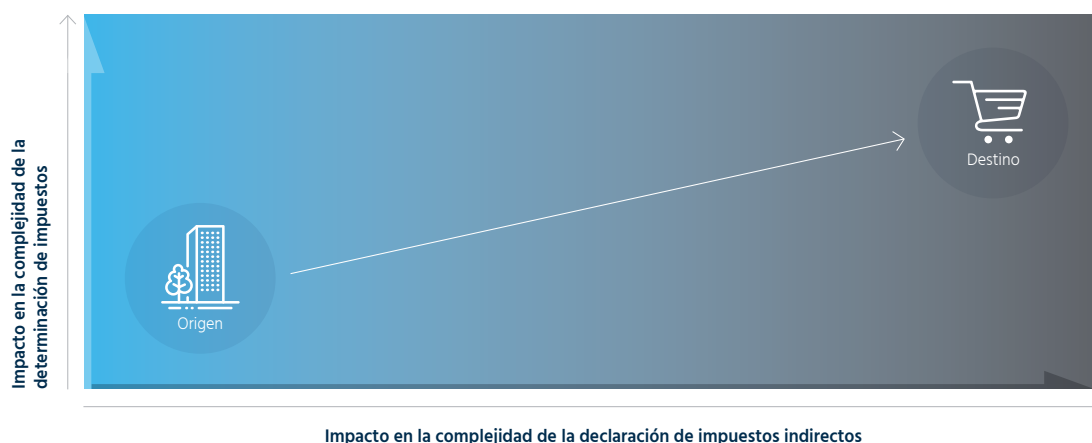 Impacto en la complejidad de la
determinación de impuestos
Destino
Origen
Impacto en la complejidad de la declaración de impuestos indirectos